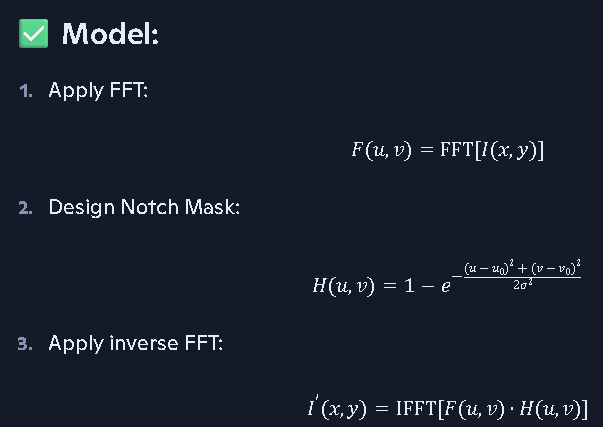 ✅ Model:
1. Apply FFT:
F(u, v) = FFT[I(x, y)]
2. Design Notch Mask:
H(u, v) = 1 − e^{−\frac{(u − u₀)² + (v − v₀)²}{2σ²}}
3. Apply inverse FFT:
I′(x, y) = IFFT[F(u, v) · H(u, v)]